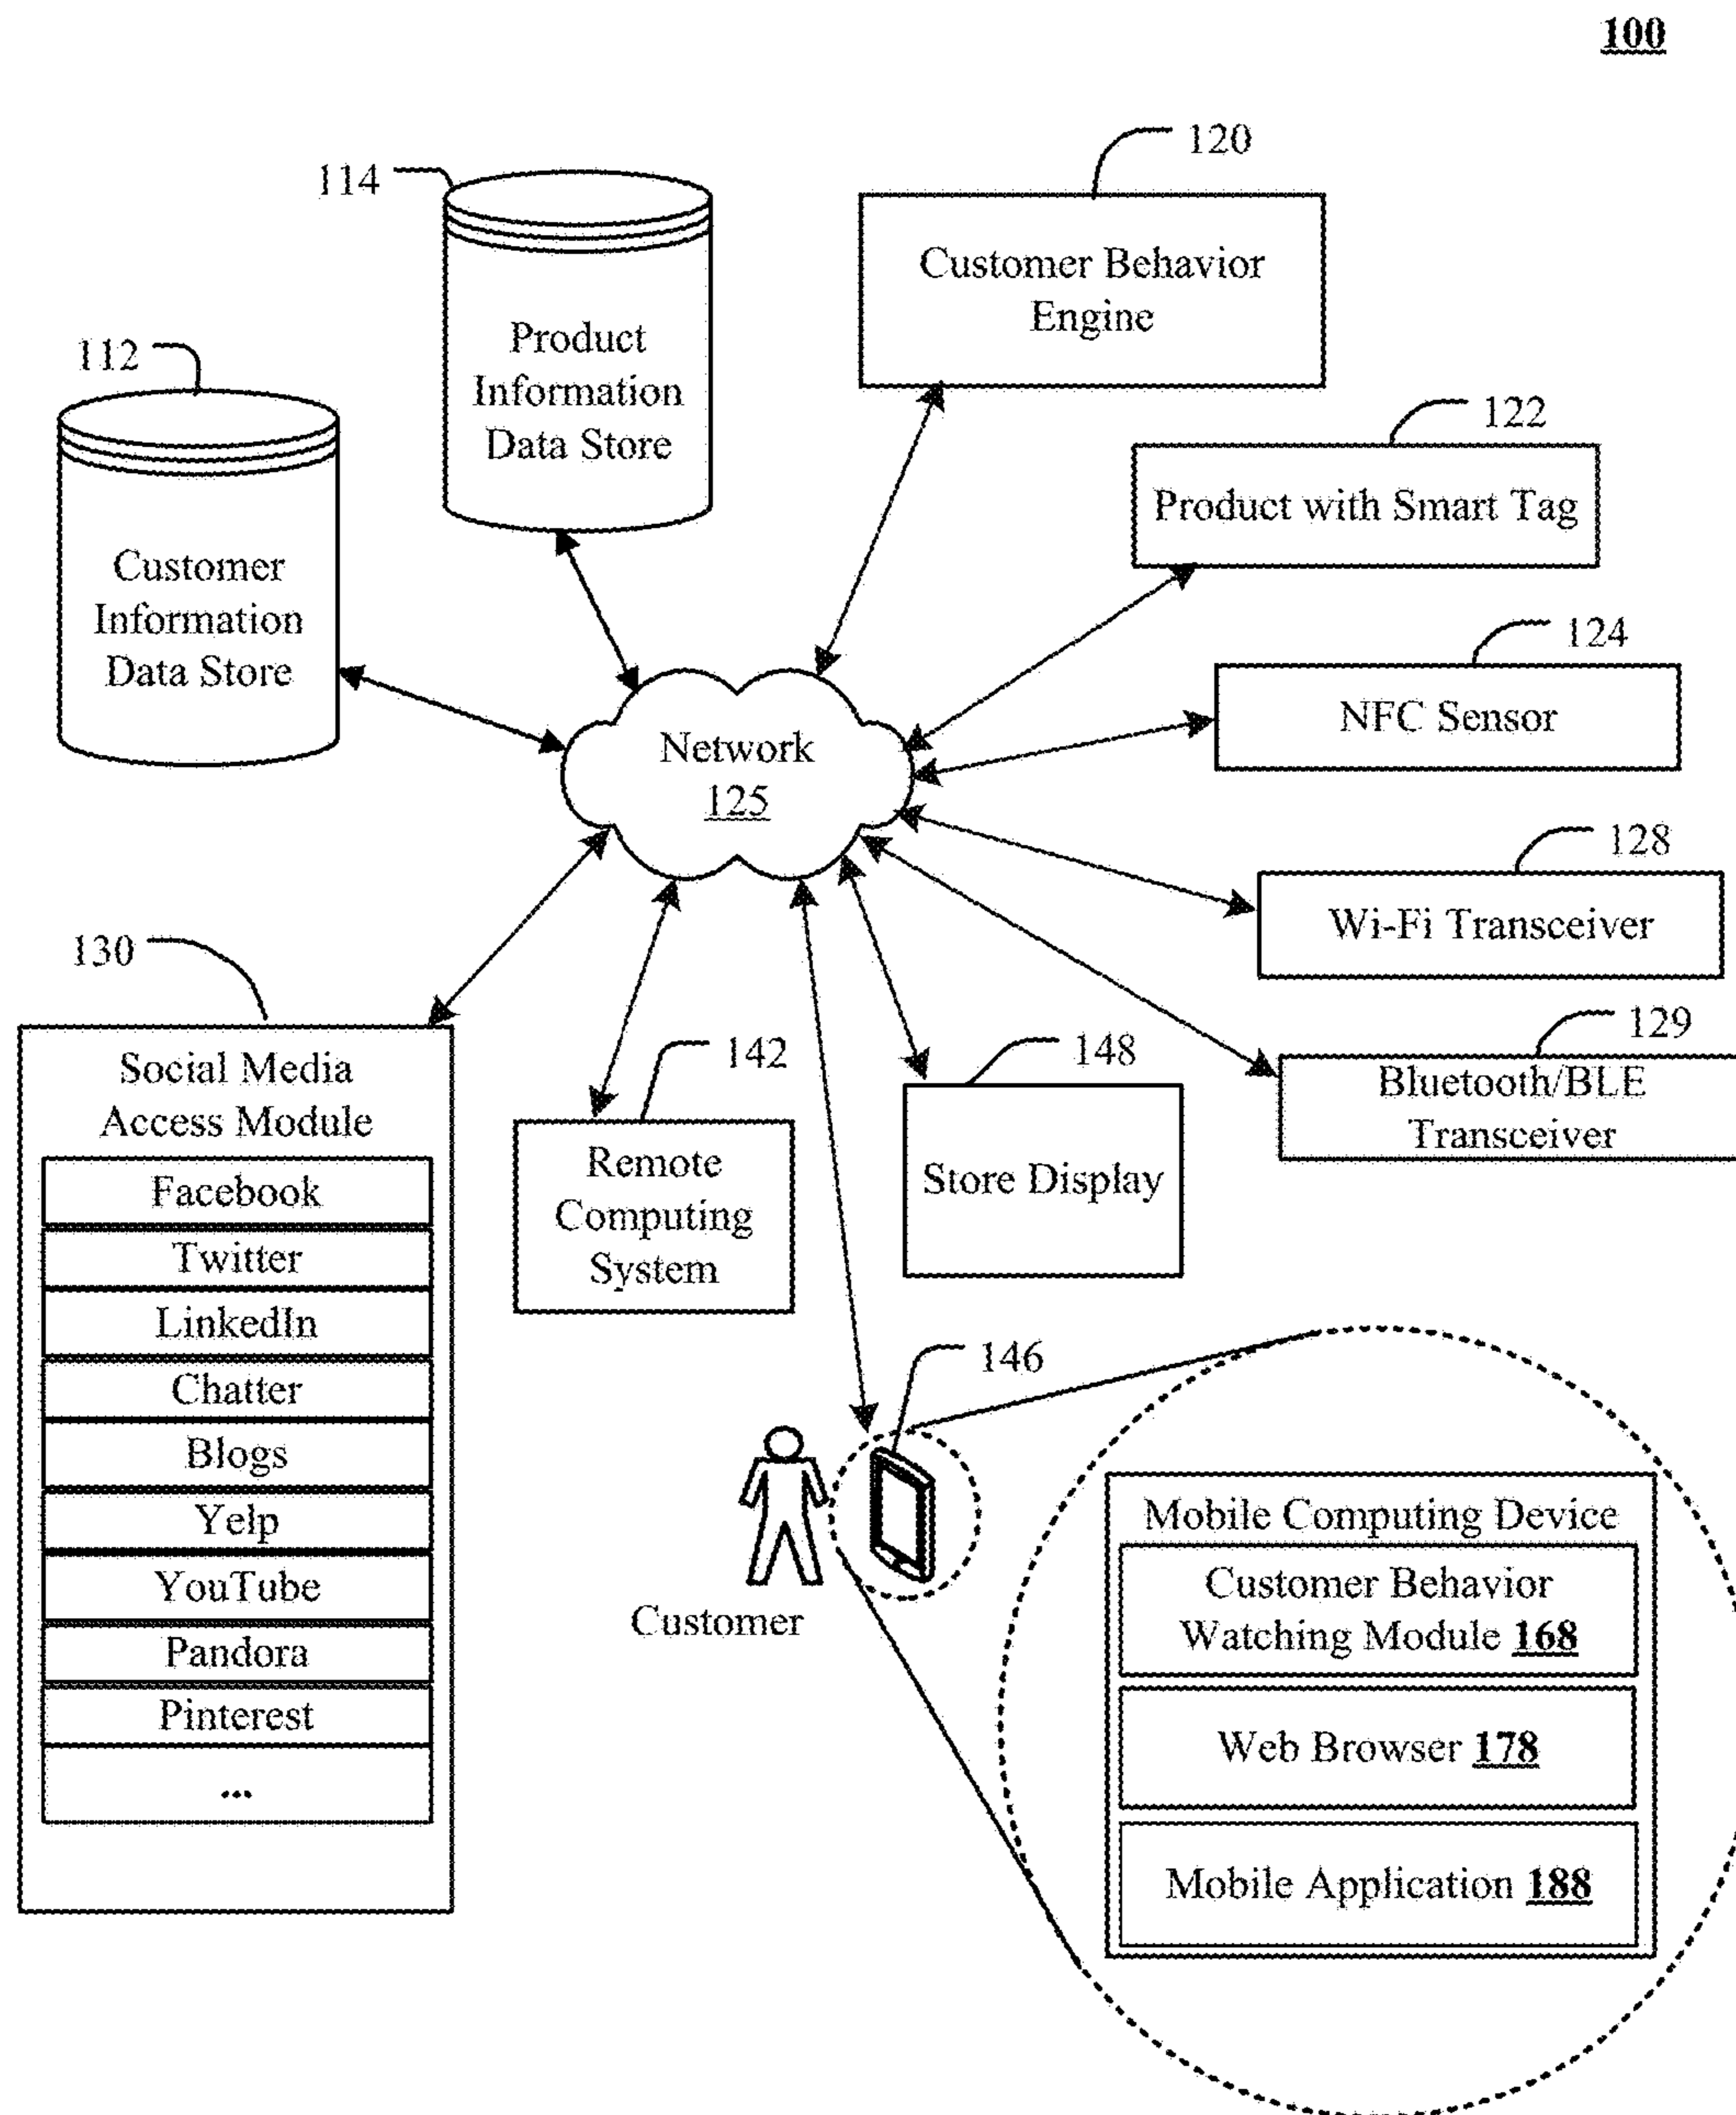 100
120
114
Customer Behavior
Engine
Product
Information
Data Store
112
122
Product with Smart Tag
Customer
Information
Data Store
124
NFC Sensor
Network
125
128
Wi-Fi Transceiver
130
129
Bluetooth/BLE
Transceiver
Social Media
Access Module
Facebook
Twitter
LinkedIn
Chatter
Blogs
Yelp
YouTube
Pandora
Pinterest
...
142
Remote
Computing
System
148
Store Display
146
Customer
Mobile Computing Device
Customer Behavior
Watching Module 168
Web Browser 178
Mobile Application 188